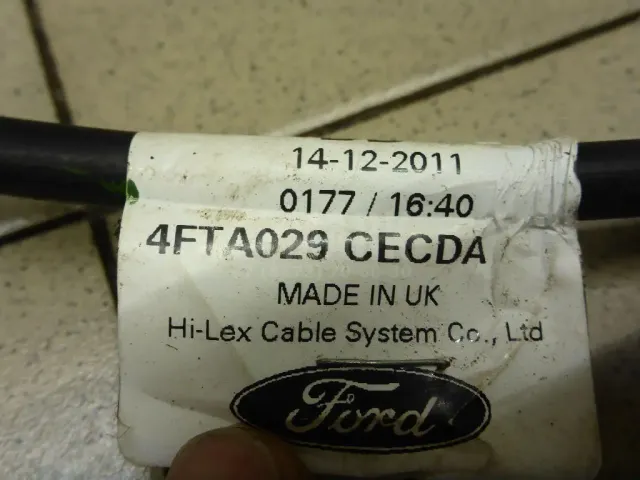 14-12-2011
0177 / 16:40
4FTA029 CECDA
MADE IN UK
Hi-Lex Cable System Co., Ltd
Ford